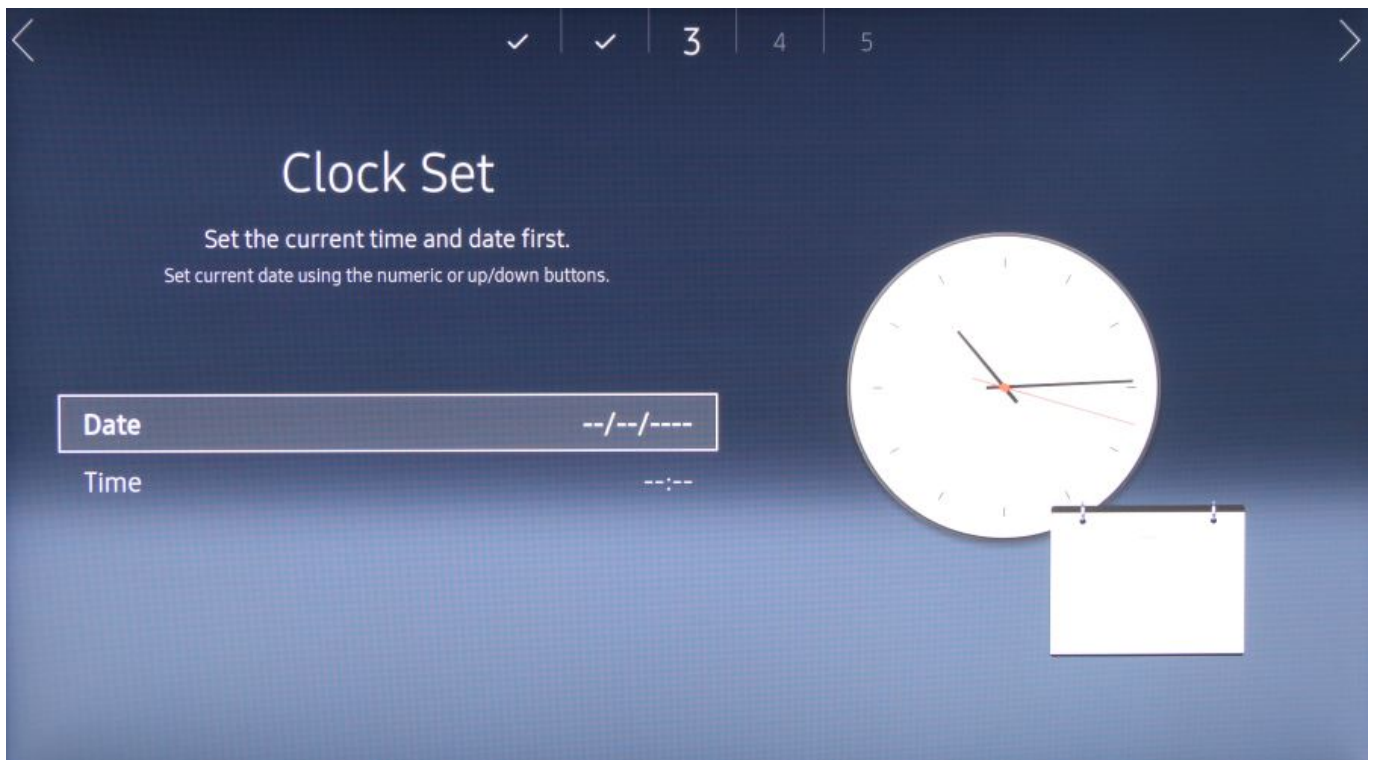 3 4 5
Clock Set
Set the current time and date first.
Set current date using the numeric or up/down buttons.
Date --/--/----
Time --:--